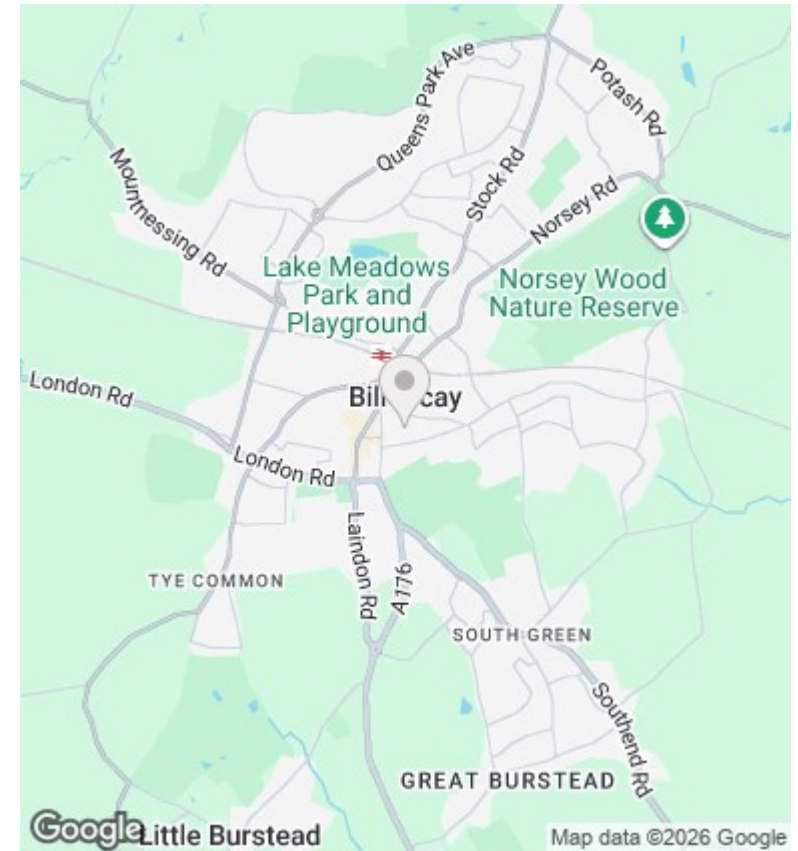 Queens Park Ave
Potash Rd
Mountnessing Rd
Stock Rd
Norsey Rd
Lake Meadows
Park and
Playground
Norsey Wood
Nature Reserve
London Rd
London Rd
Laindon Rd
A176
TYE COMMON
SOUTH GREEN
Southend Rd
GREAT BURSTEAD
Little Burstead
Google
Map data ©2026 Google